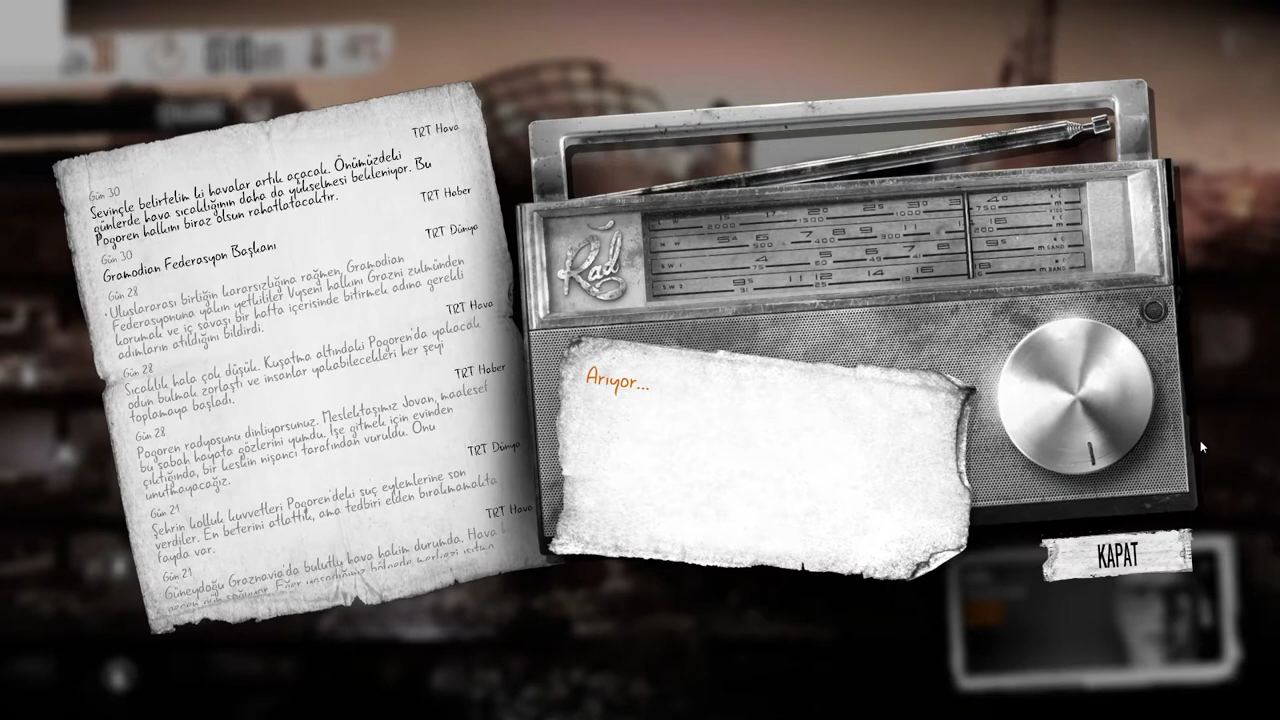 TRT Hava
Gün 30
Sevinçle belirtelim ki havalar artık açacak. Önümüzdeki
günlerde hava sıcaklığının daha da yükselmesi bekleniyor. Bu
Pogoren halkını biraz olsun rahatlatacaktır.
TRT Haber
Gün 30
Gramodian Federasyon Başkanı
TRT Dünya
Gün 28
Uluslararası birliğin kararsızlığına rağmen, Gramodian
Federasyonuna yakın yetkililer Vyseni halkını Grazni zulmünden
korumak ve iç savaşı bir hafta içerisinde bitirmek adına gerekli
adımların atıldığını bildirdi.
TRT Hava
Gün 28
Sıcaklık hala çok düşük. Kuşatma altındaki Pogoren'da yakacak
odun bulmak zorlaştı ve insanlar yakabilecekleri her şeyi
toplamaya başladı.
TRT Haber
Gün 28
Pogoren radyosunu dinliyorsunuz. Meslektaşımız Jovan, maalesef
bu sabah hayata gözlerini yumdu. İşe gitmek için evinden
çıktığında, bir keskin nişancı tarafından vuruldu. Onu
unutmayacağız.
TRT Dünya
Gün 21
Şehrin kolluk kuvvetleri Pogoren'deki suç eylemlerine son
verdiler. En beterini atlattık, ama tedbiri elden bırakmamakta
fayda var.
TRT Hava
Gün 21
Güneydoğu Graznavia'da bulutlu hava hakim durumda. Hava
Rad
Arıyor...
KAPAT